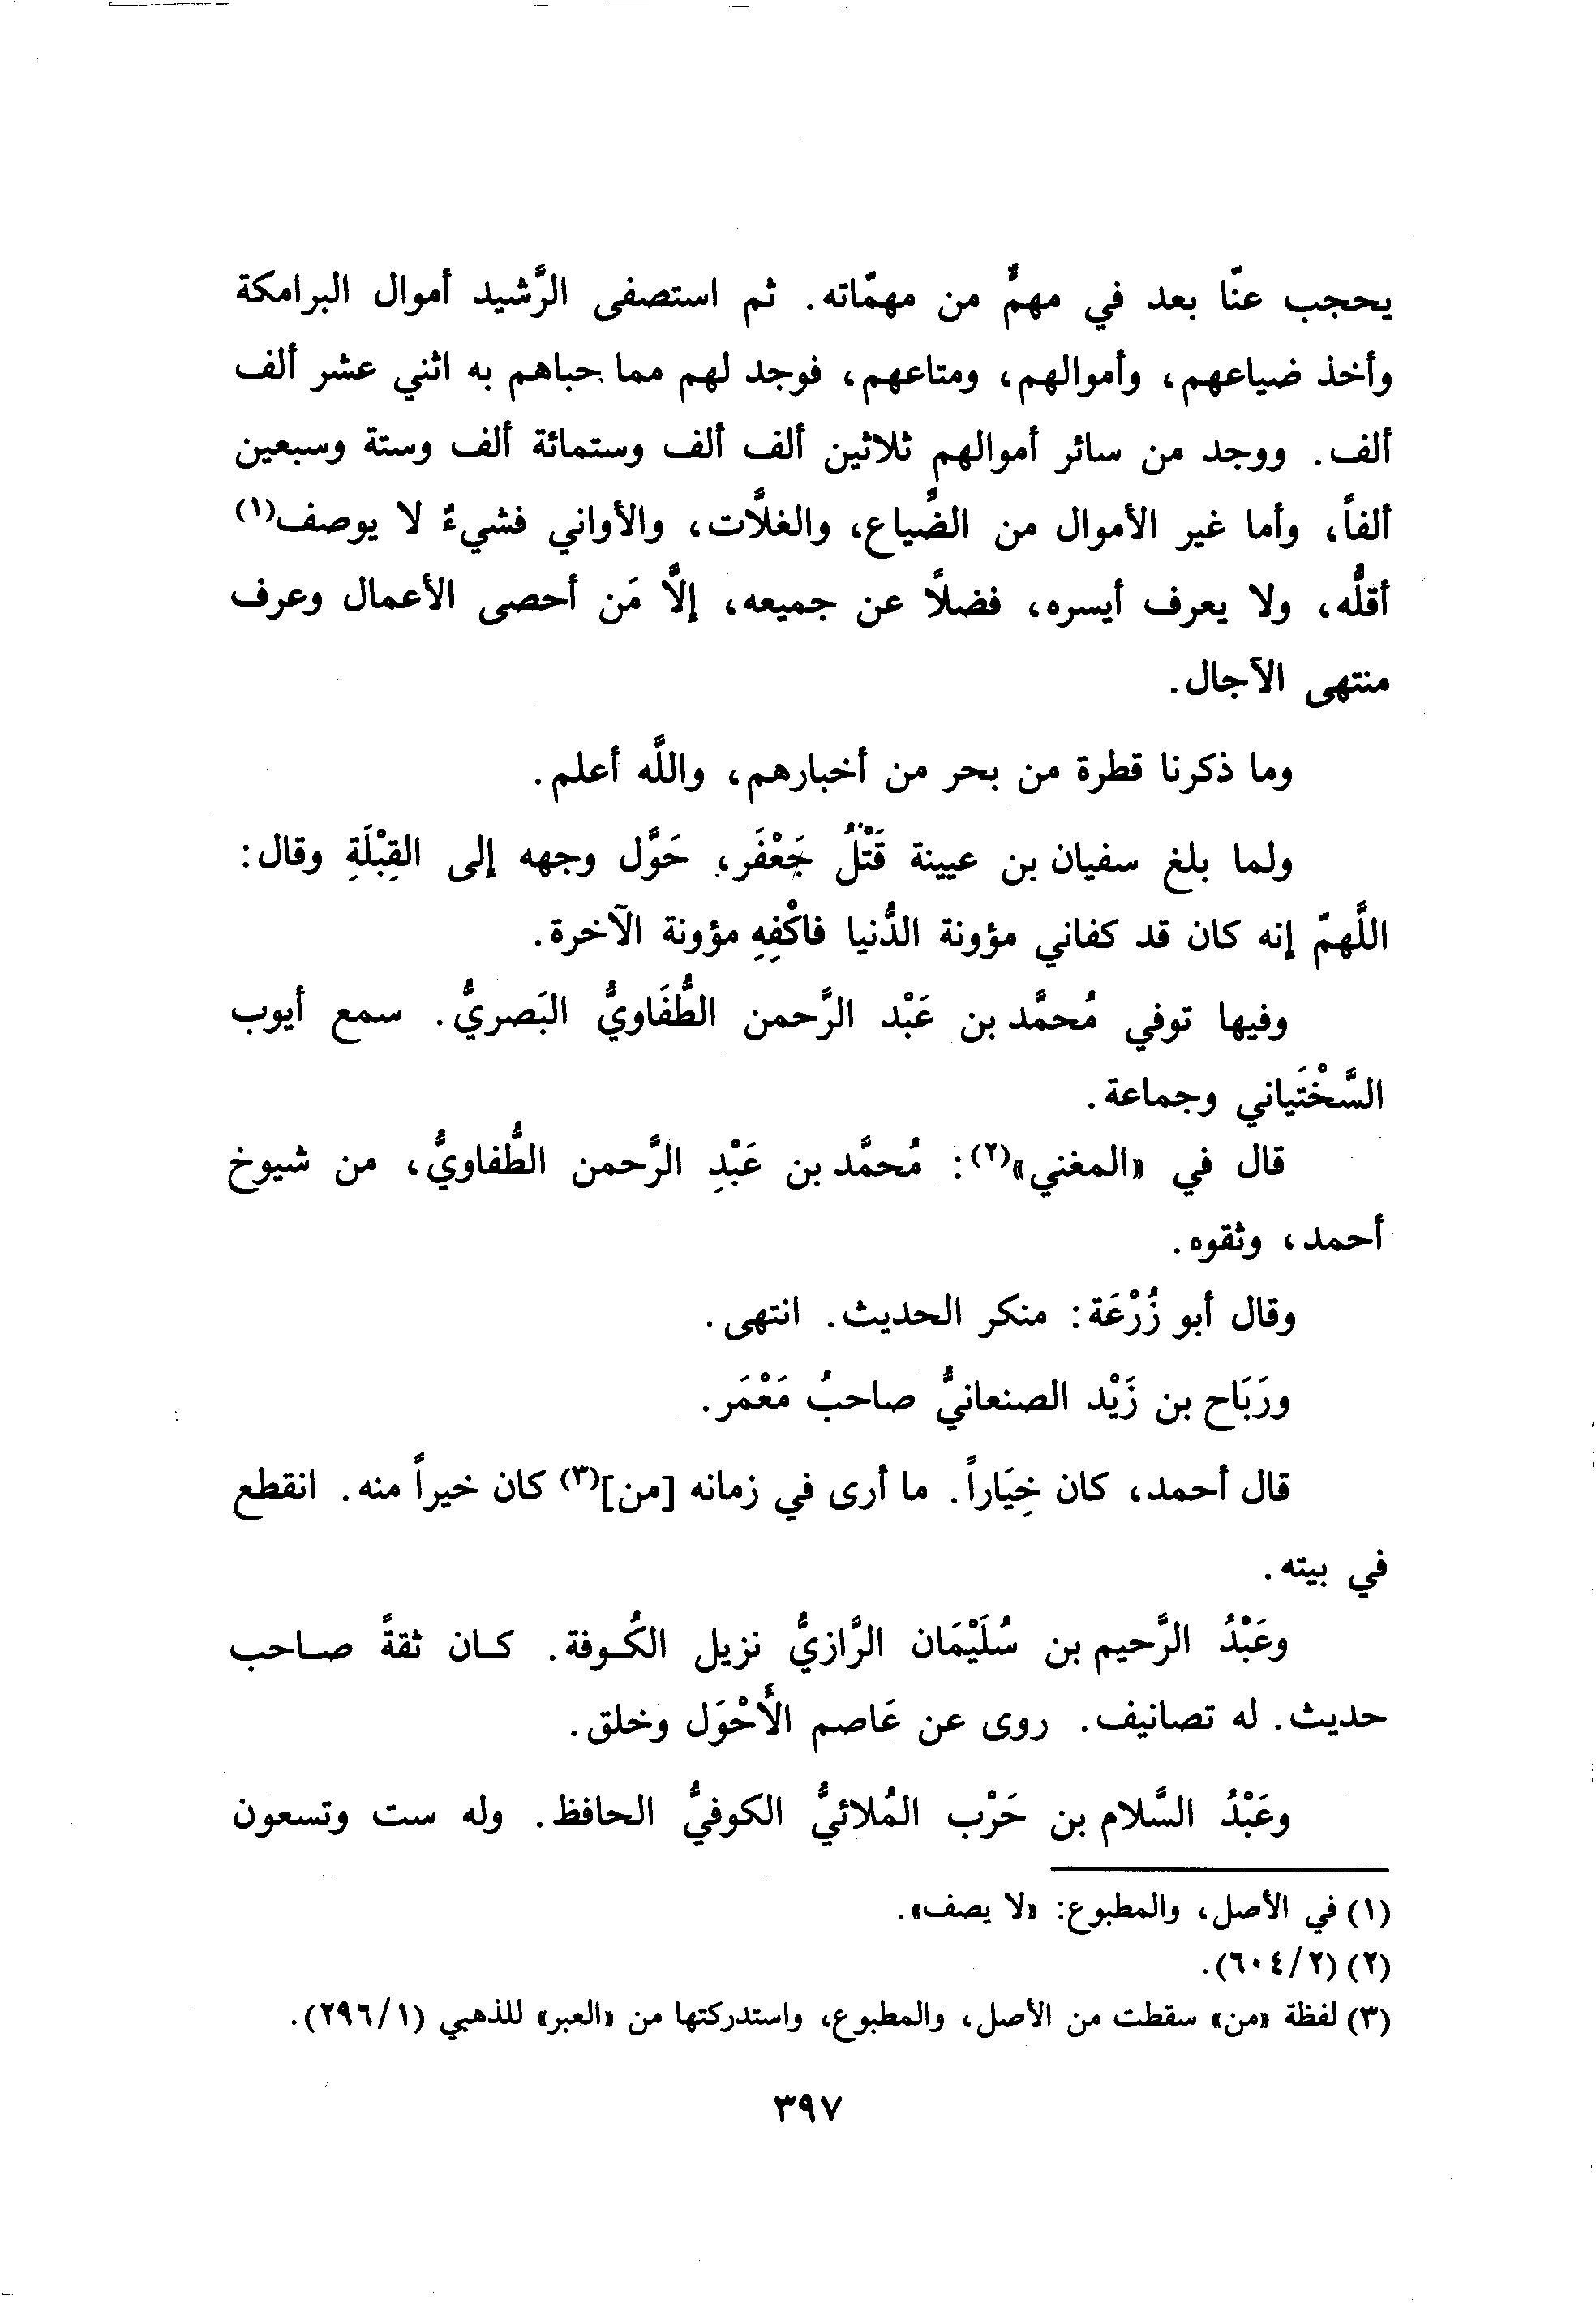 يحجب عنّا بعد في مهمٍّ من مهمّاته. ثم استصفى الرَّشيد أموال البرامكة
وأخذ ضياعهم، وأموالهم، ومتاعهم، فوجد لهم مما حباهم به اثني عشر ألف
ألف. ووجد من سائر أموالهم ثلاثين ألف ألف وستمائة ألف وستة وسبعين
ألفاً، وأما غير الأموال من الضِّياع، والغلَّات، والأواني فشيءٌ لا يوصف(١)
أقلُّه، ولا يعرف أيسره، فضلاً عن جميعه، إلَّا مَن أحصى الأعمال وعرف
منتهى الآجال.
وما ذكرنا قطرة من بحر من أخبارهم، واللَّه أعلم.
ولما بلغ سفيان بن عيينة قَتْلُ جَعْفَر، حَوَّل وجهه إلى القِبْلَةِ وقال:
اللَّهمّ إنه كان قد كفاني مؤونة الدُّنيا فاكْفِهِ مؤونة الآخرة.
وفيها توفي مُحمَّد بن عَبْد الرَّحمن الطُّفَاويُّ البَصريُّ. سمع أيوب
السَّخْتَياني وجماعة.
قال في «المغني»(٢): مُحمَّد بن عَبْدِ الرَّحمن الطُّفاويُّ، من شيوخ
أحمد، وثقوه.
وقال أبو زُرْعَة: منكر الحديث. انتهى.
ورَبَاح بن زَيْد الصنعانيُّ صاحبُ مَعْمَر.
قال أحمد، كان خِيَاراً. ما أرى في زمانه [من](٣) كان خيراً منه. انقطع
في بيته.
وعَبْدُ الرَّحيم بن سُلَيْمَان الرَّازيُّ نزيل الكُوفة. كان ثقةً صاحب
حديث. له تصانيف. روى عن عَاصم الأَحْوَل وخلق.
وعَبْدُ السَّلام بن حَرْب المُلائيُّ الكوفيُّ الحافظ. وله ست وتسعون
(١) في الأصل، والمطبوع: «لا يصف».
(٢) (٦٠٤/٢).
(٣) لفظة «من» سقطت من الأصل، والمطبوع، واستدركتها من «العبر» للذهبي (٢٩٦/١).
٣٩٧